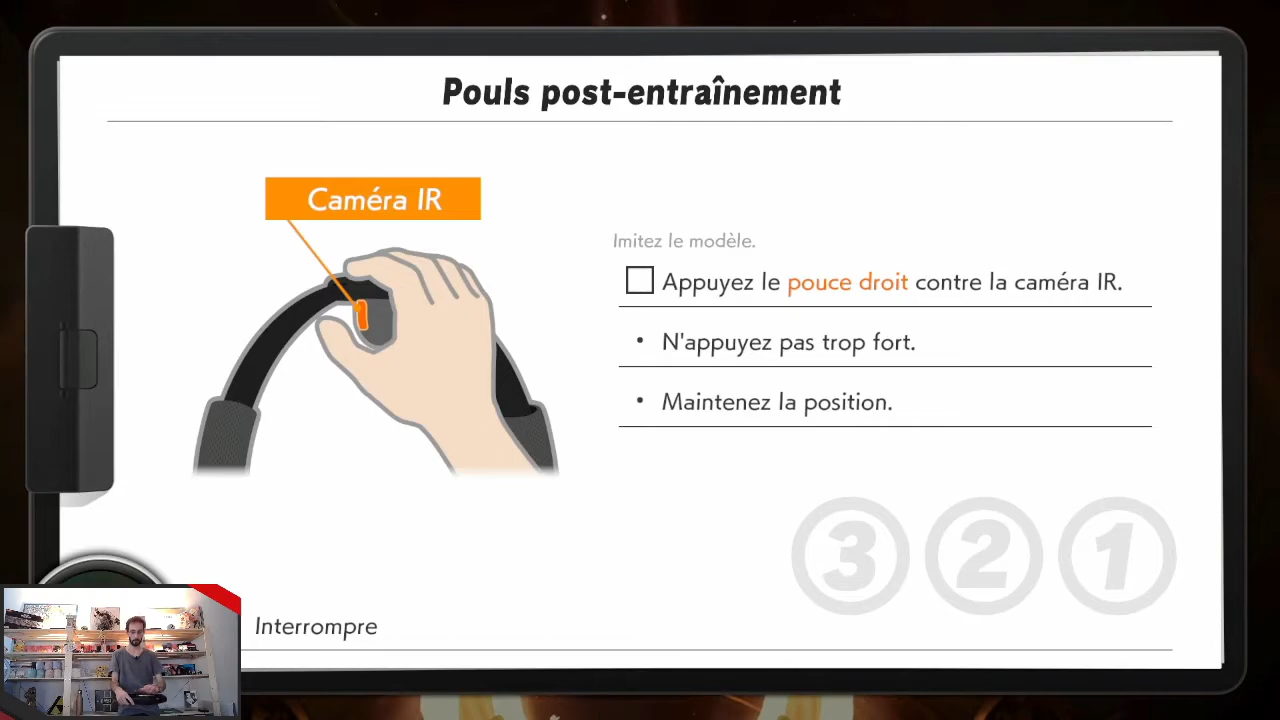 Pouls post-entraînement
Caméra IR
Imitez le modèle.
Appuyez le pouce droit contre la caméra IR.
• N'appuyez pas trop fort.
• Maintenez la position.
3 2 1
Interrompre